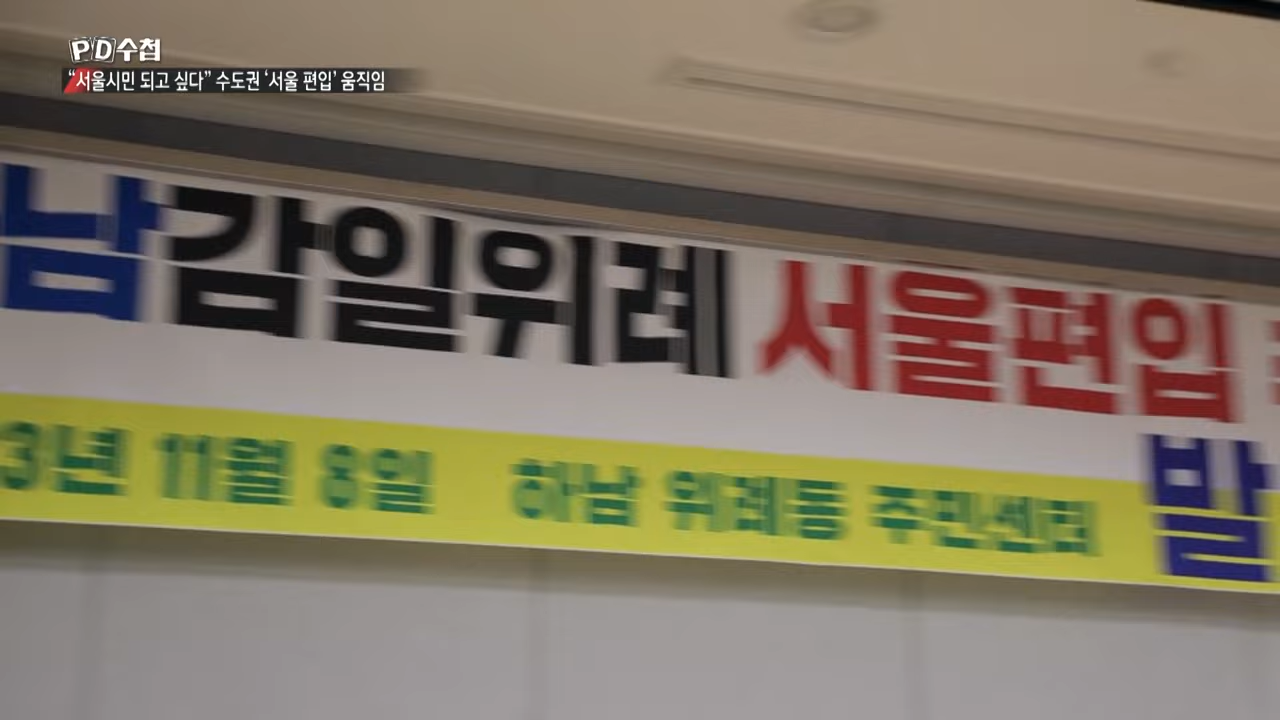 PD수첩
“서울시민 되고 싶다” 수도권 ‘서울 편입’ 움직임
남감일위례 서울편입
3년 11월 8일 하남 위례동 주민센터
발